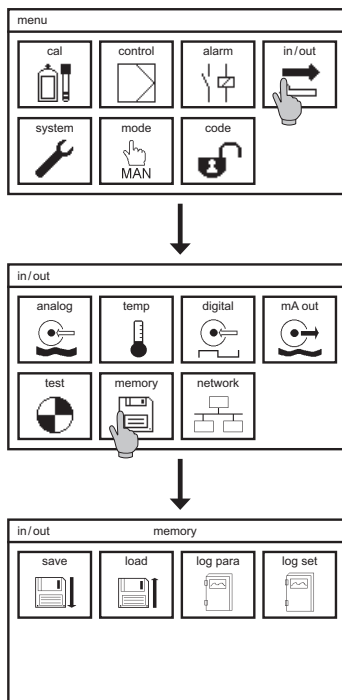 menu
cal control alarm in/out
system mode code
MAN
in/out
analog temp digital mA out
test memory network
in/out memory
save load log para log set